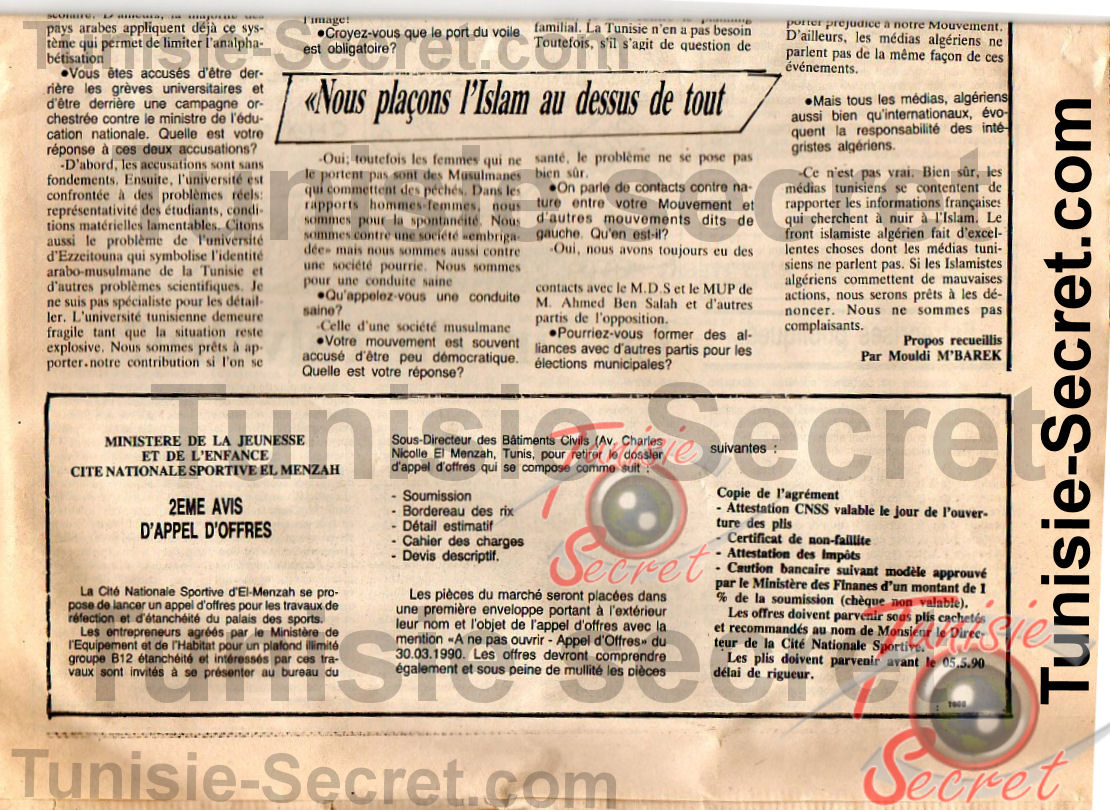 scolaire. D'ailleurs, la majorité des
pays arabes appliquent déjà ce sys-
tème qui permet de limiter l'analpha-
bétisation
●Vous êtes accusés d'être der-
rière les grèves universitaires et
d'être derrière une campagne or-
chestrée contre le ministre de l'édu-
cation nationale. Quelle est votre
réponse à ces deux accusations?
-D'abord, les accusations sont sans
fondements. Ensuite, l'université est
confrontée à des problèmes réels:
représentativité des étudiants, condi-
tions matérielles lamentables. Citons
aussi le problème de l'université
d'Ezzeitouna qui symbolise l'identité
arabo-musulmane de la Tunisie et
d'autres problèmes scientifiques. Je
ne suis pas spécialiste pour les détail-
ler. L'université tunisienne demeure
fragile tant que la situation reste
explosive. Nous sommes prêts à ap-
porter notre contribution si l'on se
l'image!
●Croyez-vous que le port du voile
est obligatoire?
«Nous plaçons l'Islam au dessus de tout
-Oui; toutefois les femmes qui ne
le portent pas sont des Musulmanes
qui commettent des péchés. Dans les
rapports hommes-femmes, nous
sommes pour la spontanéité. Nous
sommes contre une société «embriga-
dée» mais nous sommes aussi contre
une société pourrie. Nous sommes
pour une conduite saine
●Qu'appelez-vous une conduite
saine?
-Celle d'une société musulmane
●Votre mouvement est souvent
accusé d'être peu démocratique.
Quelle est votre réponse?
familial. La Tunisie n'en a pas besoin
Toutefois, s'il s'agit de question de
santé, le problème ne se pose pas
bien sûr.
●On parle de contacts contre na-
ture entre votre Mouvement et
d'autres mouvements dits de
gauche. Qu'en est-il?
-Oui, nous avons toujours eu des
contacts avec le M.D.S et le MUP de
M. Ahmed Ben Salah et d'autres
partis de l'opposition.
●Pourriez-vous former des al-
liances avec d'autres partis pour les
élections municipales?
porter préjudice à notre Mouvement.
D'ailleurs, les médias algériens ne
parlent pas de la même façon de ces
événements.
●Mais tous les médias, algériens
aussi bien qu'internationaux, évo-
quent la responsabilité des inté-
gristes algériens.
-Ce n'est pas vrai. Bien sûr, les
médias tunisiens se contentent de
rapporter les informations françaises
qui cherchent à nuir à l'Islam. Le
front islamiste algérien fait d'excel-
lentes choses dont les médias tuni-
siens ne parlent pas. Si les Islamistes
algériens commettent de mauvaises
actions, nous serons prêts à les dé-
noncer. Nous ne sommes pas
complaisants.
Propos recueillis
Par Mouldi M'BAREK
MINISTERE DE LA JEUNESSE
ET DE L'ENFANCE
CITE NATIONALE SPORTIVE EL MENZAH
2EME AVIS
D'APPEL D'OFFRES
La Cité Nationale Sportive d'El-Menzah se pro-
pose de lancer un appel d'offres pour les travaux de
réfection et d'étanchéité du palais des sports.
Les entrepreneurs agréés par le Ministère de
l'Equipement et de l'Habitat pour un plafond illimité
groupe B12 étanchéité et intéressés par ces tra-
vaux sont invités à se présenter au bureau du
Sous-Directeur des Bâtiments Civils (Av. Charles
Nicolle El Menzah, Tunis, pour retirer le dossier
d'appel d'offres qui se compose comme suit :
- Soumission
- Bordereau des rix
- Détail estimatif
- Cahier des charges
- Devis descriptif.
Les pièces du marché seront placées dans
une première enveloppe portant à l'extérieur
leur nom et l'objet de l'appel d'offres avec la
mention «A ne pas ouvrir - Appel d'Offres» du
30.03.1990. Les offres devront comprendre
également et sous peine de mullité les pièces
suivantes :
Copie de l'agrément
- Attestation CNSS valable le jour de l'ouver-
ture des plis
- Certificat de non-faillite
- Attestation des impôts
- Caution bancaire suivant modèle approuvé
par le Ministère des Finanes d'un montant de 1
% de la soumission (chèque non valable).
Les offres doivent parvenir sous plis cachetés
et recommandés au nom de Monsieur le Direc-
teur de la Cité Nationale Sportive.
Les plis doivent parvenir avant le 05.5.90
délai de rigueur.
Tunisie-Secret.com
Tunisie-secret
Tunisie-Secret
Tunisie-secret
Tunisie-Secret.com
Tunisie-Secret.com
Tunisie
Secret
Tunisie
Secret